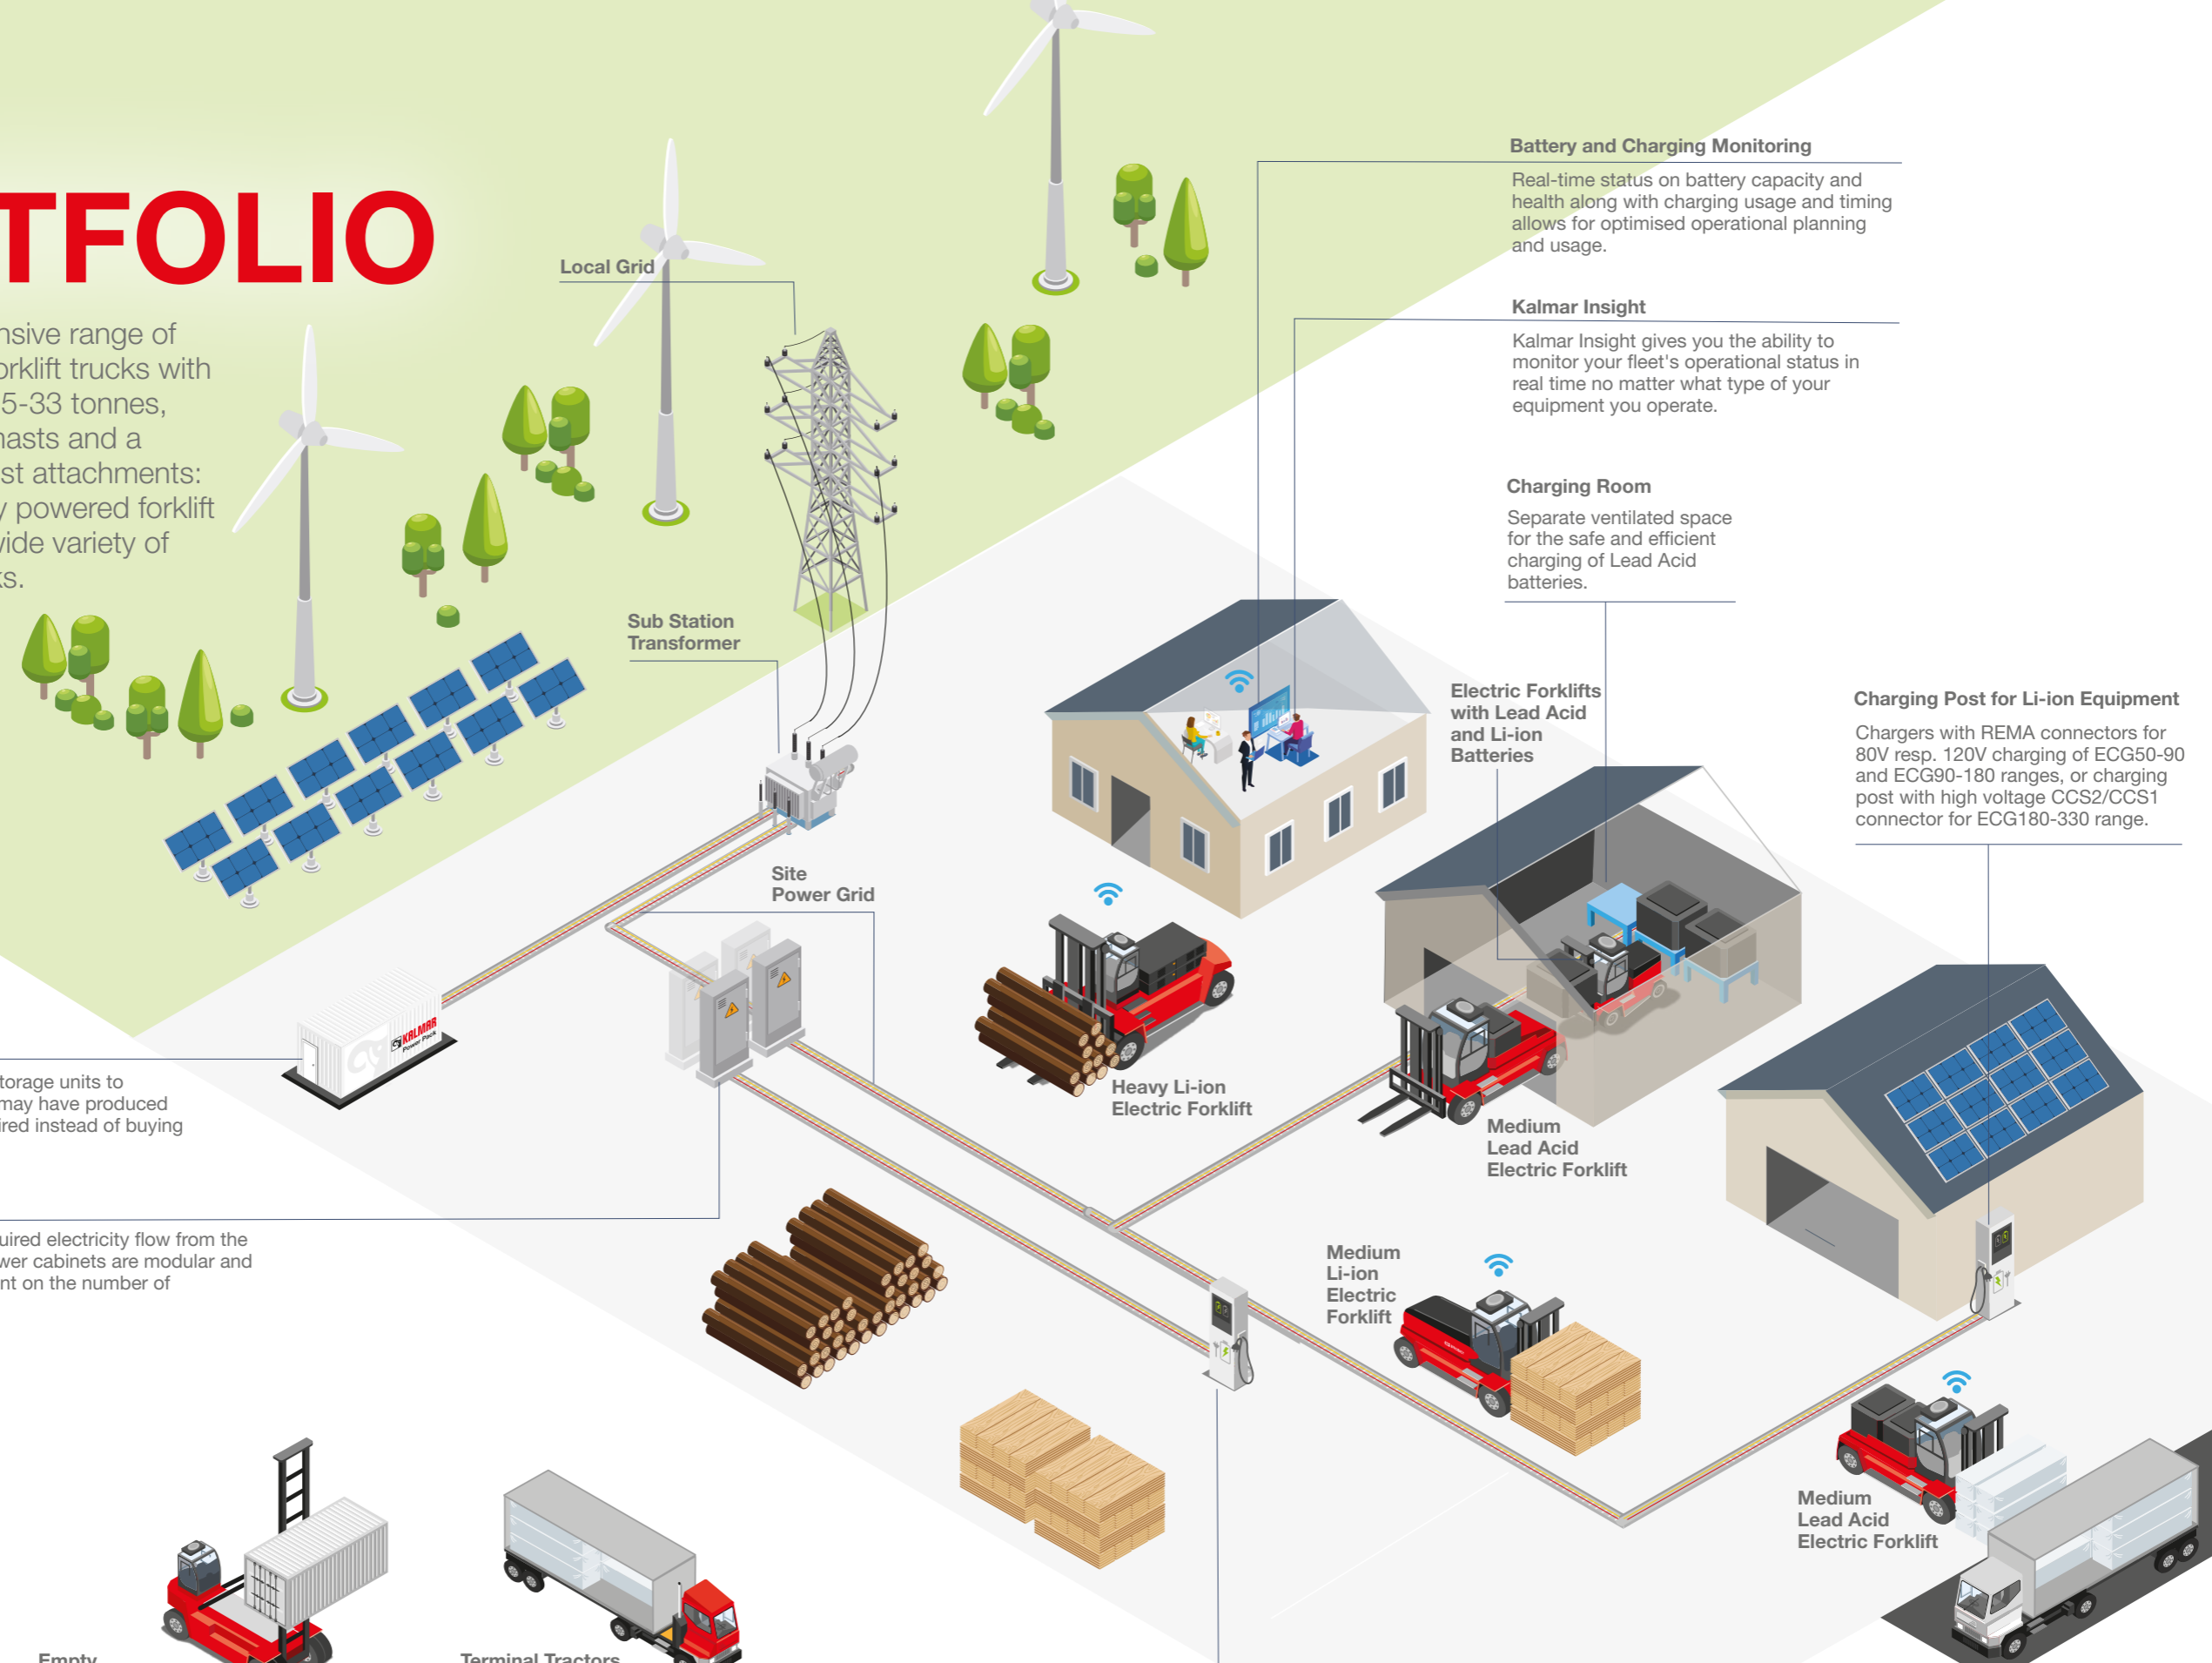 TFOLIO
nsive range of
orklift trucks with
5-33 tonnes,
nasts and a
st attachments:
y powered forklift
vide variety of
ks.
Local Grid
Battery and Charging Monitoring
Real-time status on battery capacity and
health along with charging usage and timing
allows for optimised operational planning
and usage.
Kalmar Insight
Kalmar Insight gives you the ability to
monitor your fleet's operational status in
real time no matter what type of your
equipment you operate.
Charging Room
Separate ventilated space
for the safe and efficient
charging of Lead Acid
batteries.
Sub Station
Transformer
Electric Forklifts
with Lead Acid
and Li-ion
Batteries
Charging Post for Li-ion Equipment
Chargers with REMA connectors for
80V resp. 120V charging of ECG50-90
and ECG90-180 ranges, or charging
post with high voltage CCS2/CCS1
connector for ECG180-330 range.
Site
Power Grid
KALMAR
Power Pack
torage units to
may have produced
ired instead of buying
Heavy Li-ion
Electric Forklift
Medium
Lead Acid
Electric Forklift
uired electricity flow from the
wer cabinets are modular and
nt on the number of
Medium
Li-ion
Electric
Forklift
Medium
Lead Acid
Electric Forklift
Empty
Terminal Tractors